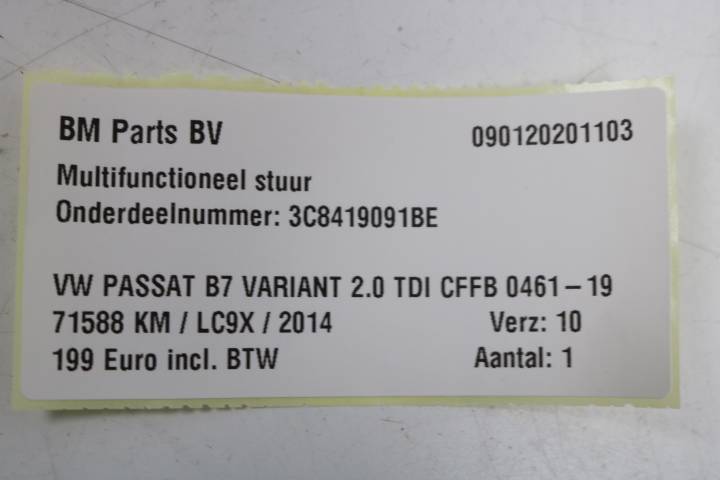 BM Parts BV 090120201103
Multifunctioneel stuur
Onderdeelnummer: 3C8419091BE
VW PASSAT B7 VARIANT 2.0 TDI CFFB 0461-19
71588 KM / LC9X / 2014 Verz: 10
199 Euro incl. BTW Aantal: 1